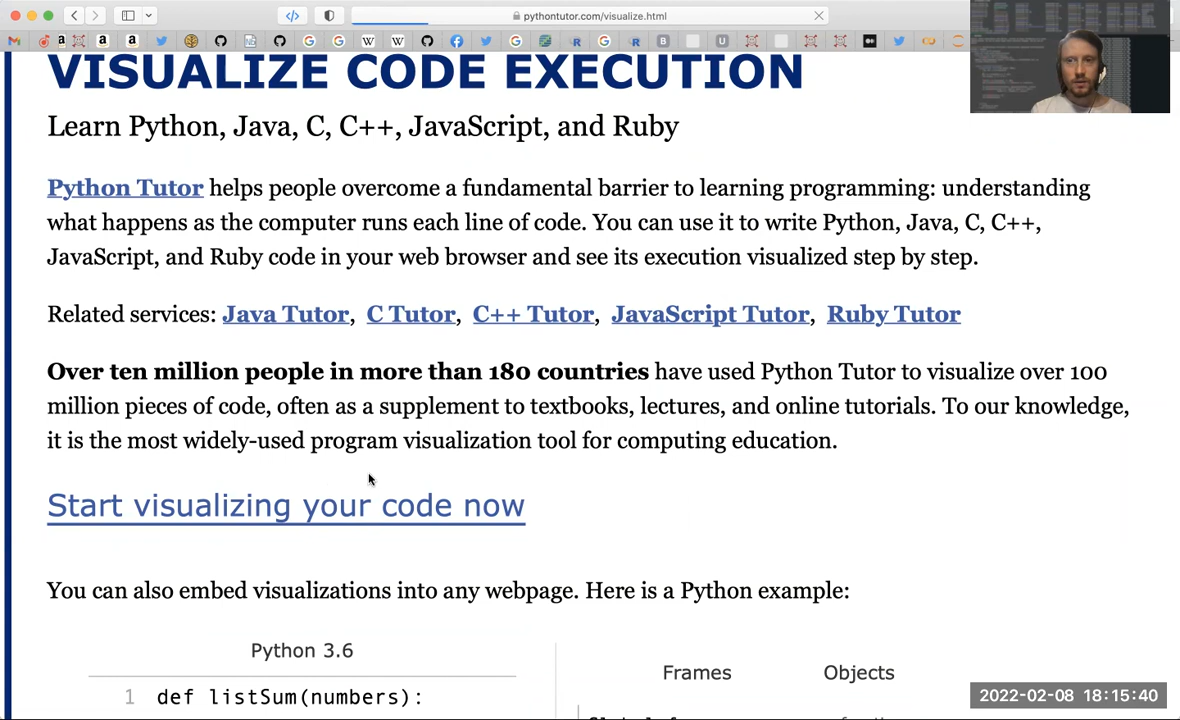 pythontutor.com/visualize.html
VISUALIZE CODE EXECUTION
Learn Python, Java, C, C++, JavaScript, and Ruby
Python Tutor helps people overcome a fundamental barrier to learning programming: understanding
what happens as the computer runs each line of code. You can use it to write Python, Java, C, C++,
JavaScript, and Ruby code in your web browser and see its execution visualized step by step.
Related services: Java Tutor, C Tutor, C++ Tutor, JavaScript Tutor, Ruby Tutor
Over ten million people in more than 180 countries have used Python Tutor to visualize over 100
million pieces of code, often as a supplement to textbooks, lectures, and online tutorials. To our knowledge,
it is the most widely-used program visualization tool for computing education.
Start visualizing your code now
You can also embed visualizations into any webpage. Here is a Python example:
Python 3.6
Frames Objects
1 def listSum(numbers):
2022-02-08 18:15:40